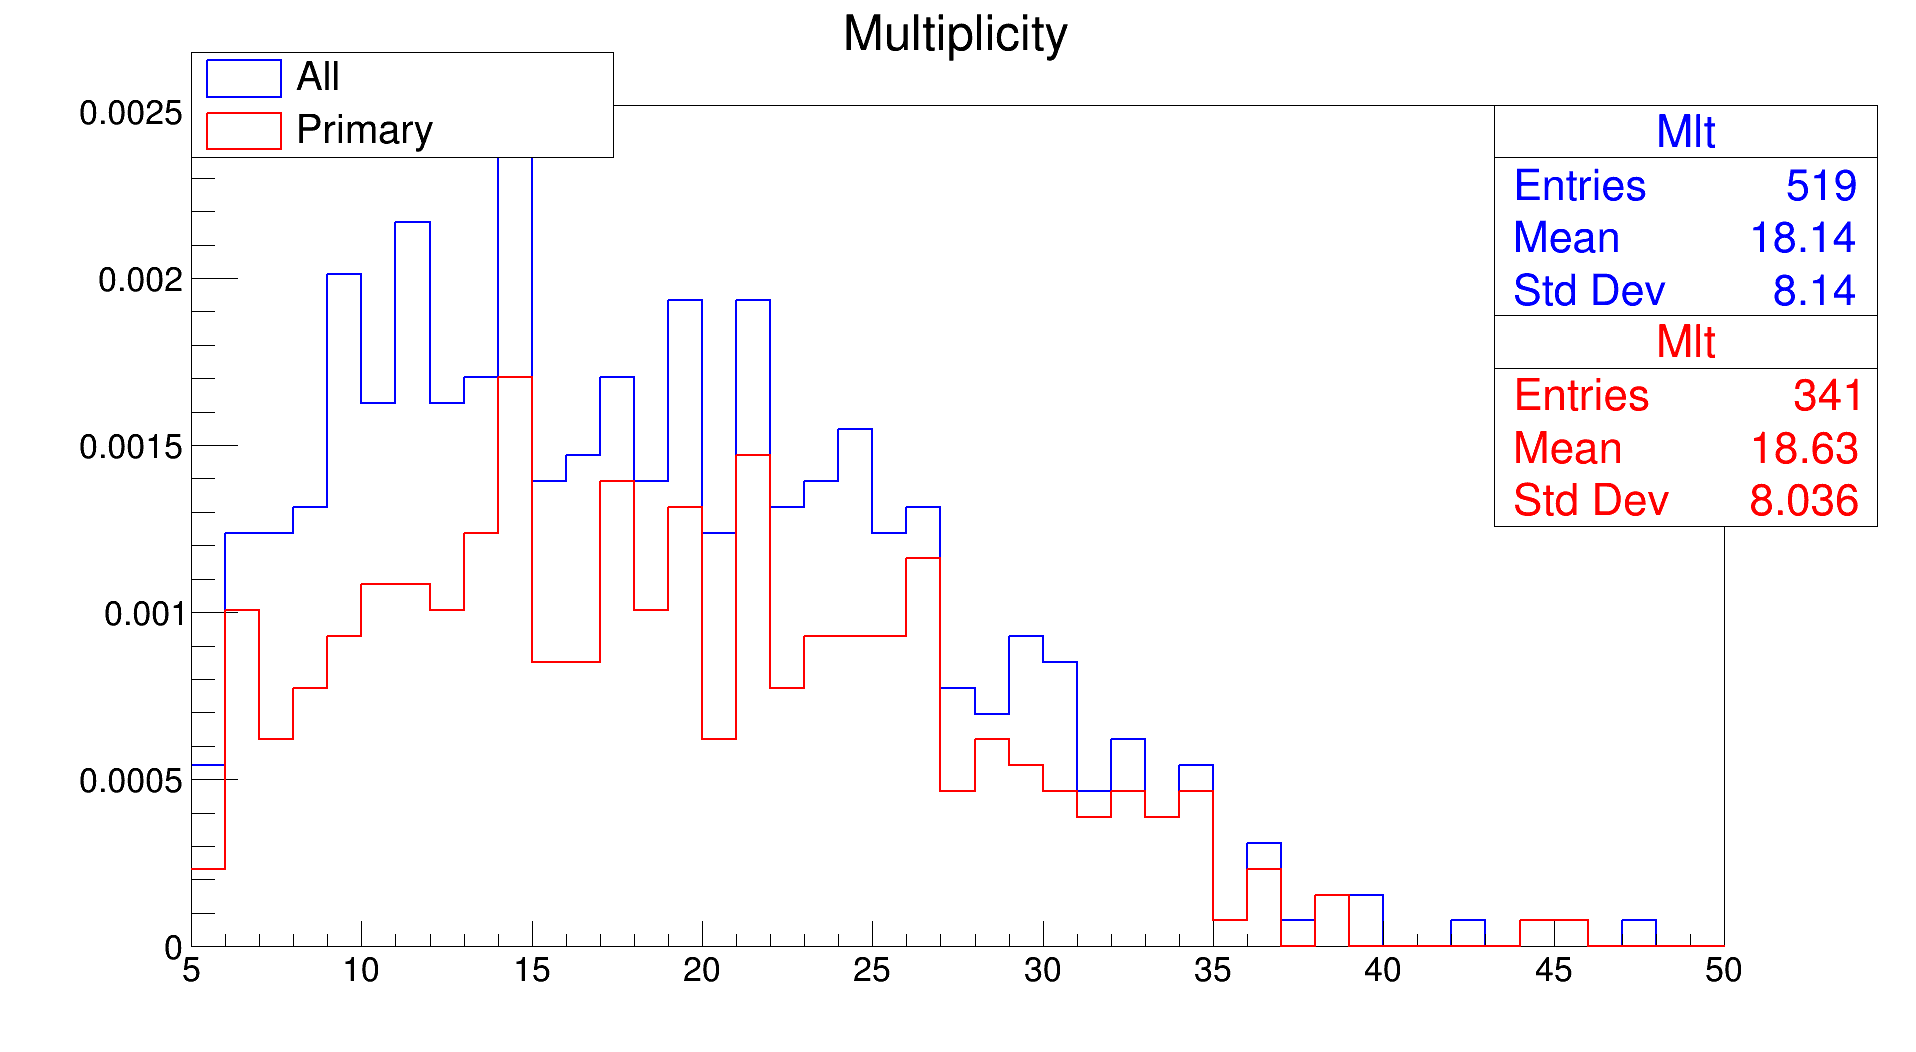 Multiplicity
All
Primary
0.0025
0.002
0.0015
0.001
0.0005
0
5 10 15 20 25 30 35 40 45 50
Mlt
Entries 519
Mean 18.14
Std Dev 8.14
Mlt
Entries 341
Mean 18.63
Std Dev 8.036